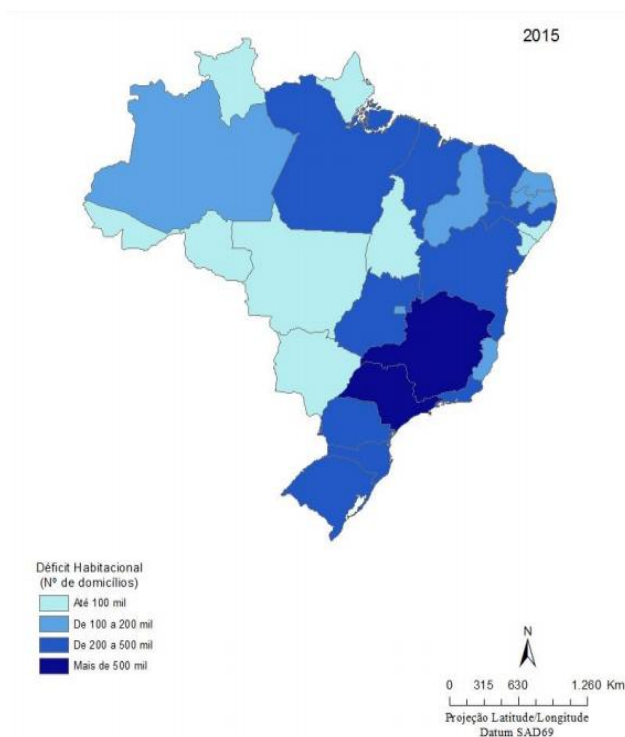 2015
Déficit Habitacional
(Nº de domicílios)
Até 100 mil
De 100 a 200 mil
De 200 a 500 mil
Mais de 500 mil
N
0 315 630 1.260 Km
Projeção Latitude/Longitude
Datum SAD69